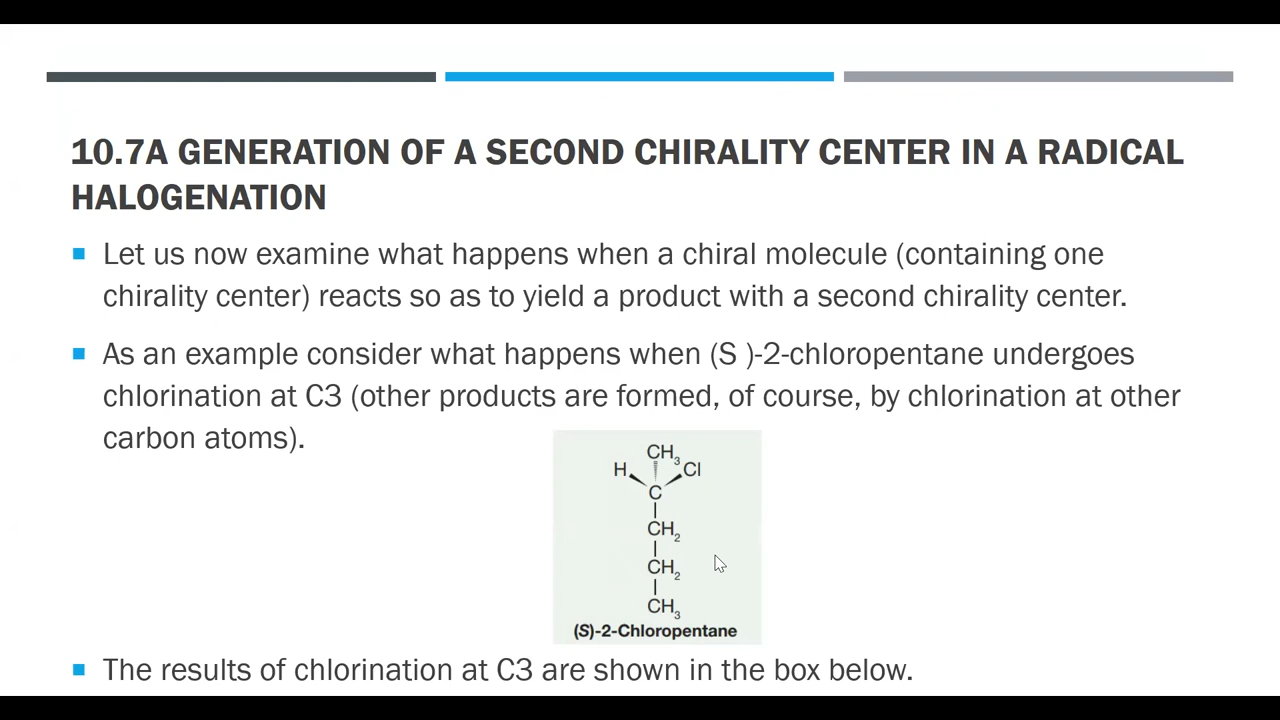 10.7A GENERATION OF A SECOND CHIRALITY CENTER IN A RADICAL
HALOGENATION
Let us now examine what happens when a chiral molecule (containing one
chirality center) reacts so as to yield a product with a second chirality center.
As an example consider what happens when (S )-2-chloropentane undergoes
chlorination at C3 (other products are formed, of course, by chlorination at other
carbon atoms).
CH₃
H Cl
C
CH₂
CH₂
CH₃
(S)-2-Chloropentane
The results of chlorination at C3 are shown in the box below.